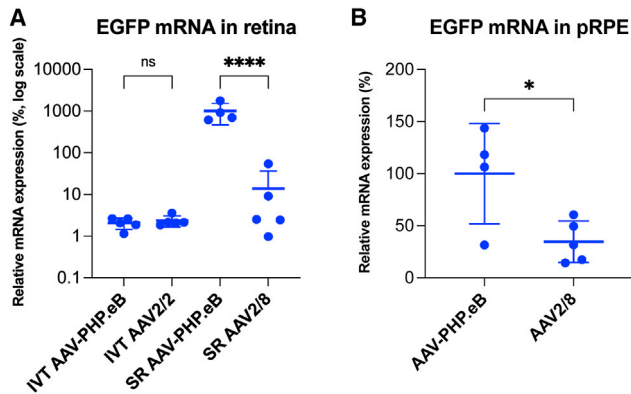 A
EGFP mRNA in retina
Relative mRNA expression (%, log scale)
10000
1000
100
10
1
0.1
ns
****
IVT AAV-PHP.eB
IVT AAV2/2
SR AAV-PHP.eB
SR AAV2/8
B
EGFP mRNA in pRPE
Relative mRNA expression (%)
200
150
100
50
0
*
AAV-PHP.eB
AAV2/8